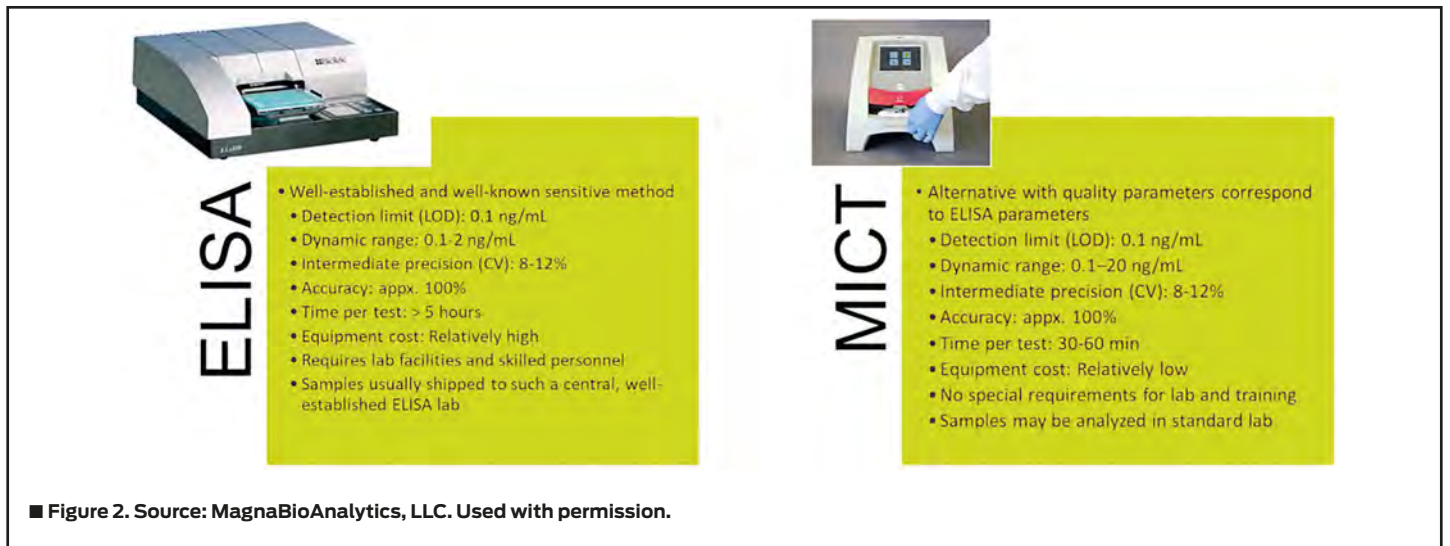 BioTek
ELISA
• Well-established and well-known sensitive method
• Detection limit (LOD): 0.1 ng/mL
• Dynamic range: 0.1-2 ng/mL
• Intermediate precision (CV): 8-12%
• Accuracy: appx. 100%
• Time per test: > 5 hours
• Equipment cost: Relatively high
• Requires lab facilities and skilled personnel
• Samples usually shipped to such a central, well-
established ELISA lab
MICT
• Alternative with quality parameters correspond
to ELISA parameters
• Detection limit (LOD): 0.1 ng/mL
• Dynamic range: 0.1–20 ng/mL
• Intermediate precision (CV): 8-12%
• Accuracy: appx. 100%
• Time per test: 30-60 min
• Equipment cost: Relatively low
• No special requirements for lab and training
• Samples may be analyzed in standard lab
■ Figure 2. Source: MagnaBioAnalytics, LLC. Used with permission.